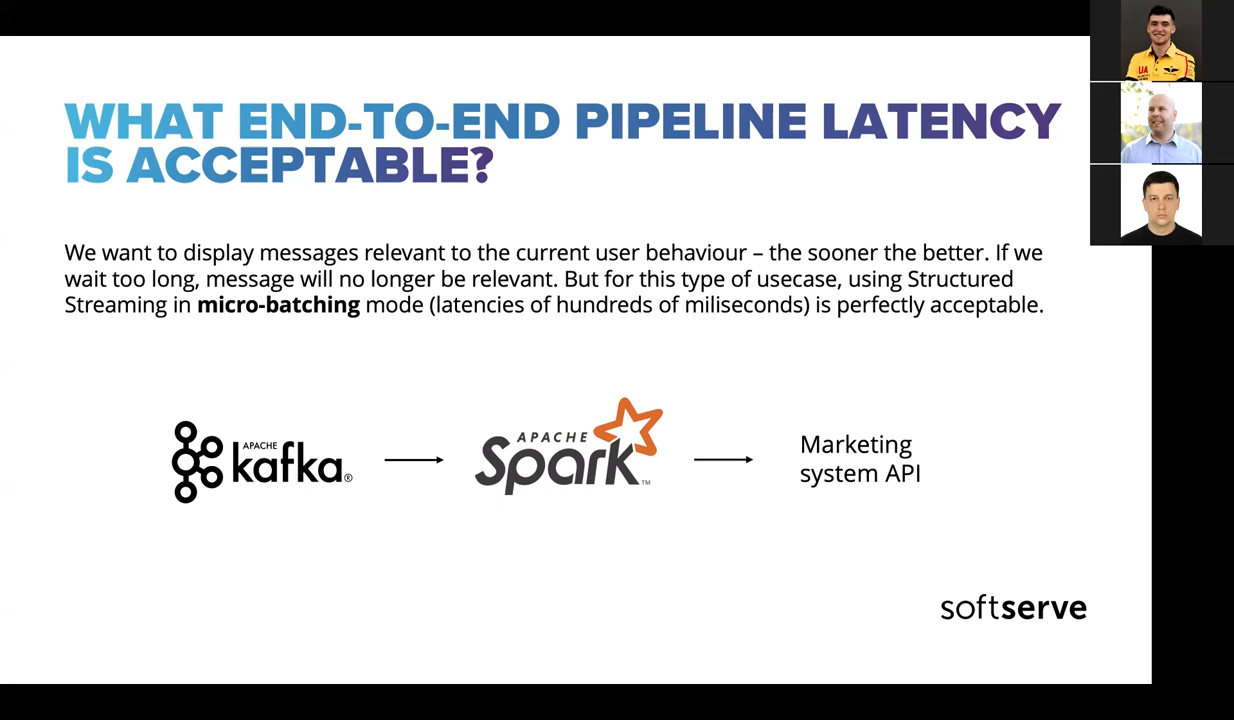 WHAT END-TO-END PIPELINE LATENCY
IS ACCEPTABLE?
We want to display messages relevant to the current user behaviour – the sooner the better. If we
wait too long, message will no longer be relevant. But for this type of usecase, using Structured
Streaming in micro-batching mode (latencies of hundreds of miliseconds) is perfectly acceptable.
APACHE
kafka®
APACHE
Spark™
Marketing
system API
softserve
UA